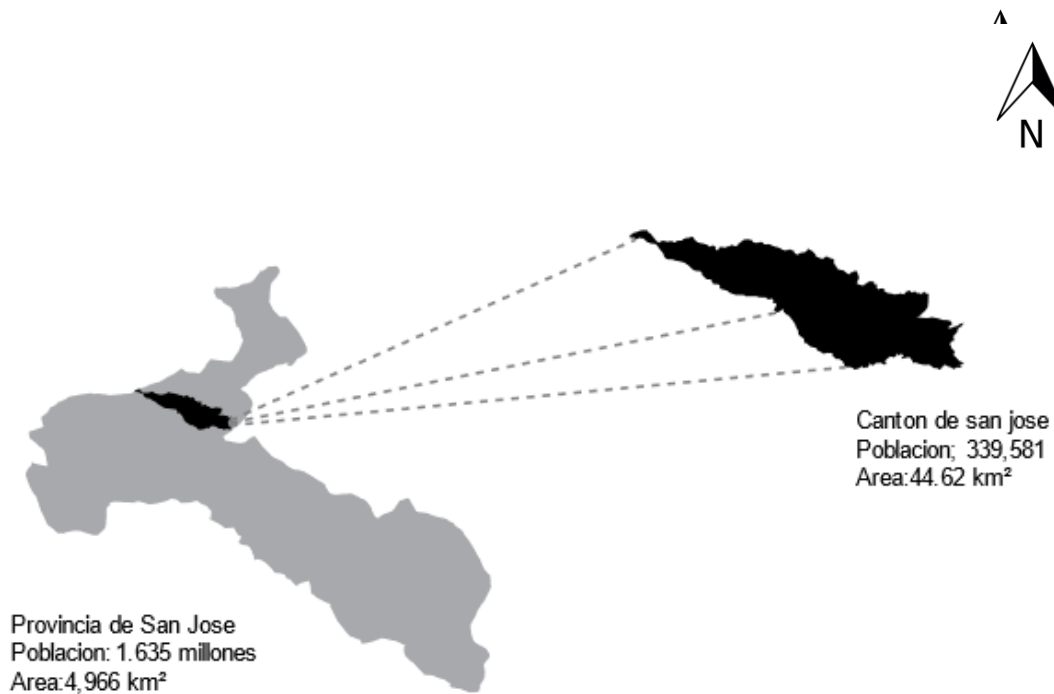 N
Canton de san jose
Poblacion; 339,581
Area:44.62 km²
Provincia de San Jose
Poblacion: 1.635 millones
Area:4,966 km²